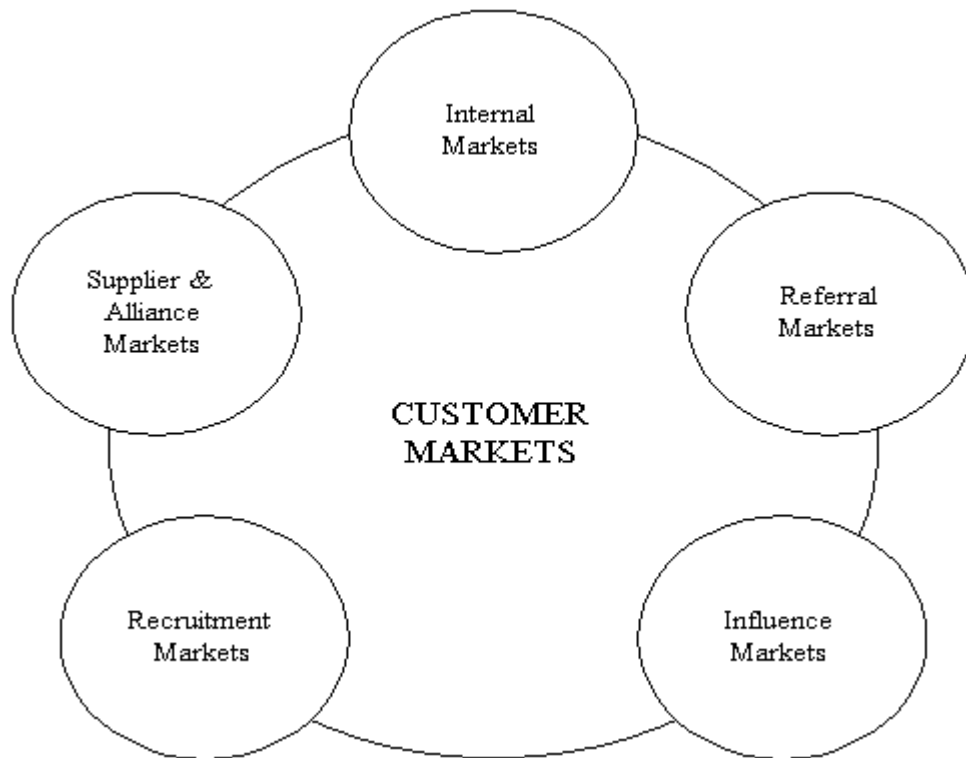 Internal
Markets
Supplier &
Alliance
Markets
Referral
Markets
CUSTOMER
MARKETS
Recruitment
Markets
Influence
Markets